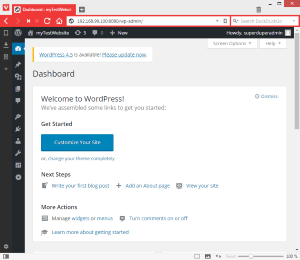 Dashboard ‹ myTestWebsit
192.168.99.100:8080/wp-admin/
Search DuckDuckGo
myTestWebsite 5 0 + New
Howdy, superduperadmin
Screen Options Help
WordPress 4.5 is available! Please update now.
Dashboard
Dismiss
Welcome to WordPress!
We've assembled some links to get you started:
Get Started
Customize Your Site
or, change your theme completely
Next Steps
Write your first blog post + Add an About page View your site
More Actions
Manage widgets or menus Turn comments on or off
Learn more about getting started
Reset 100 %